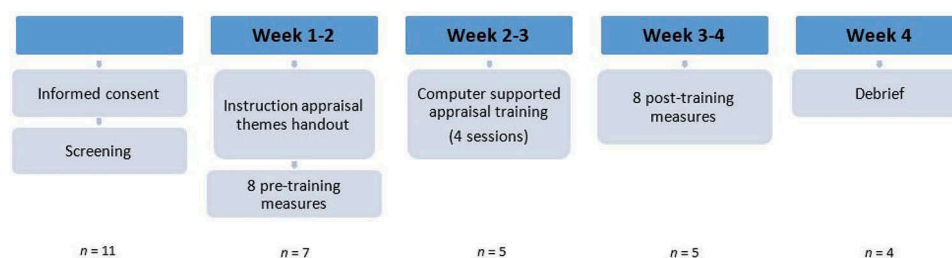 Week 1-2
Week 2-3
Week 3-4
Week 4
Informed consent
Screening
Instruction appraisal
themes handout
8 pre-training
measures
Computer supported
appraisal training
(4 sessions)
8 post-training
measures
Debrief
n = 11
n = 7
n = 5
n = 5
n = 4